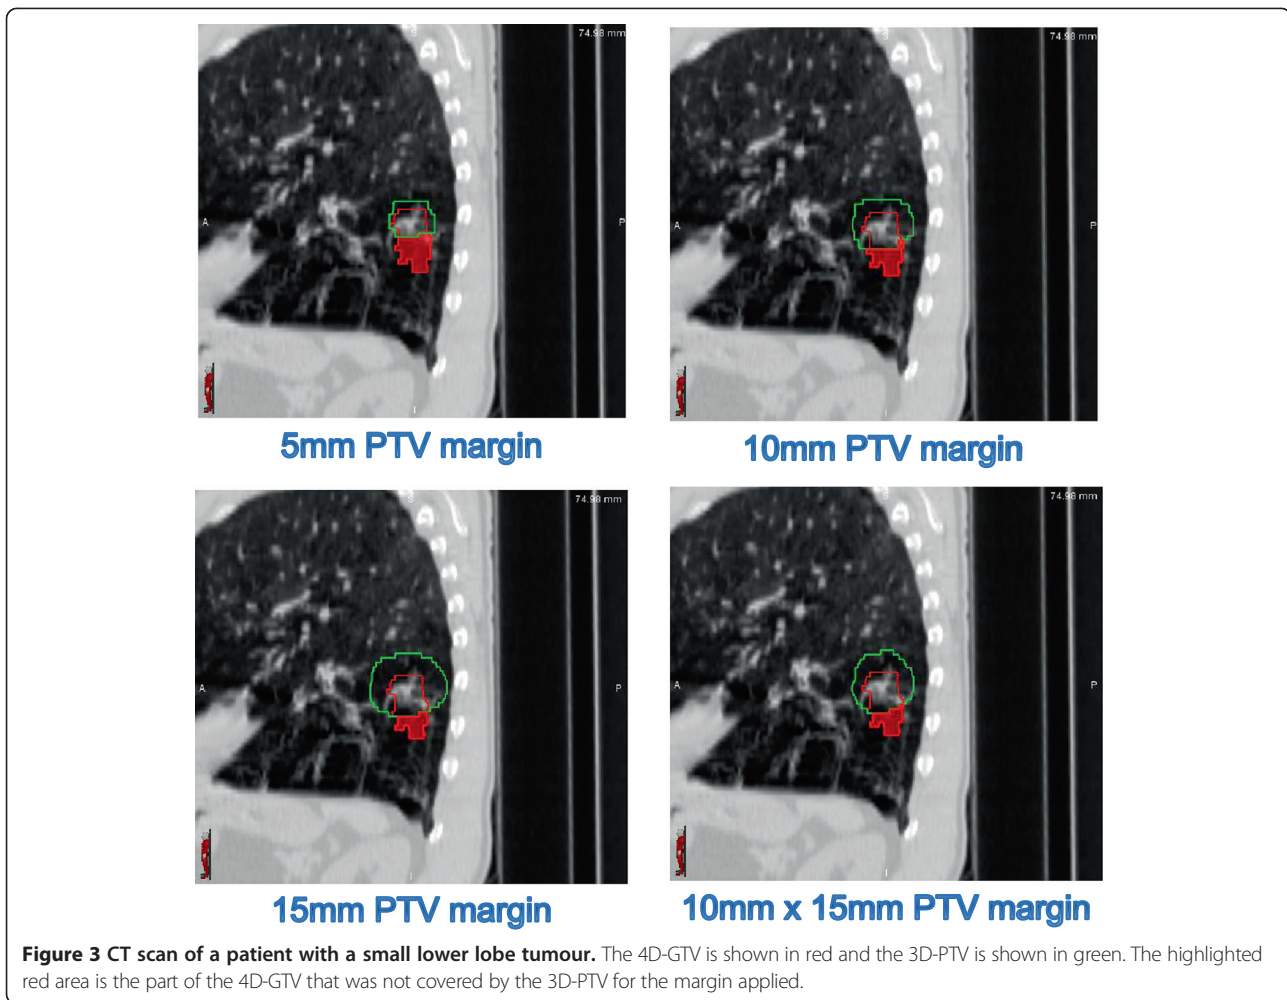 S
74.98 mm
A
P
I
5mm PTV margin
S
74.98 mm
A
P
I
10mm PTV margin
S
74.98 mm
A
P
I
15mm PTV margin
S
74.98 mm
A
P
I
10mm x 15mm PTV margin
Figure 3 CT scan of a patient with a small lower lobe tumour. The 4D-GTV is shown in red and the 3D-PTV is shown in green. The highlighted
red area is the part of the 4D-GTV that was not covered by the 3D-PTV for the margin applied.